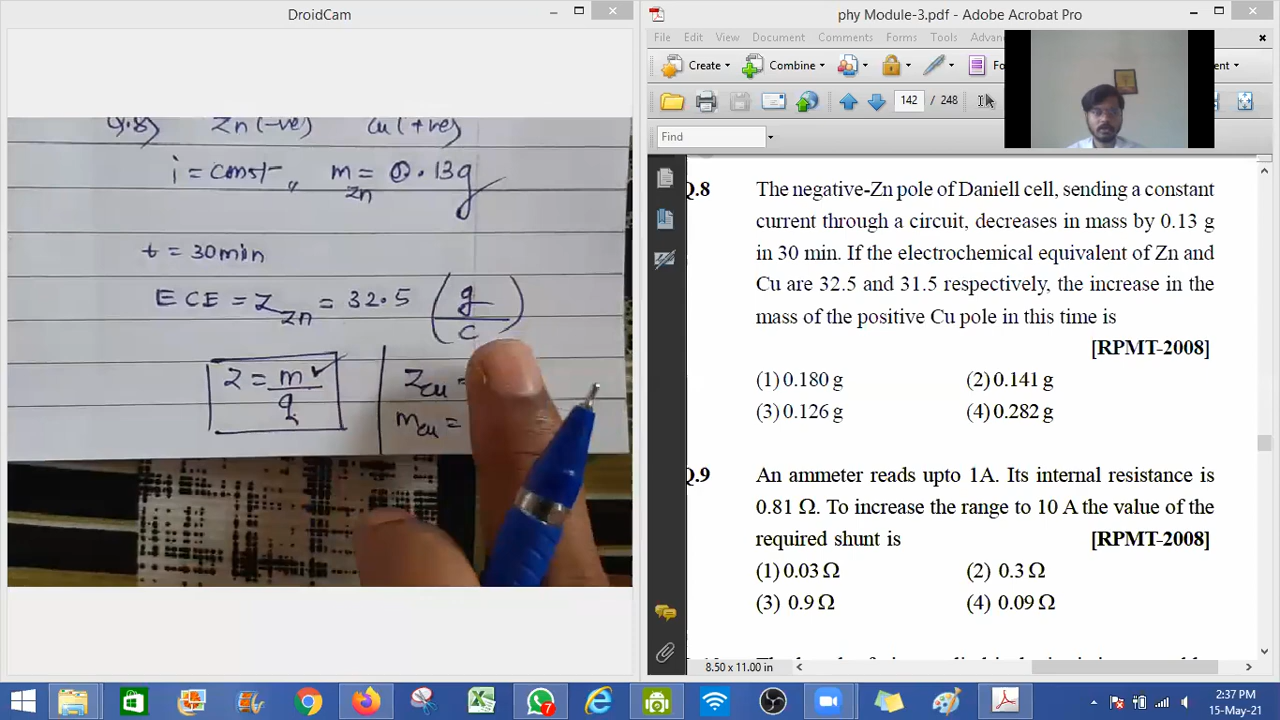 DroidCam
phy Module-3.pdf - Adobe Acrobat Pro
File Edit View Document Comments Forms Tools Advan
Create Combine
142 / 248
Find
Zn (-ve) Cu (+ve)
i = const, m Zn = 0.13g
t = 30min
ECE = Z Zn = 32.5 (g/c)
Z = m/q
Z cu =
m cu =
Q.8 The negative-Zn pole of Daniell cell, sending a constant
current through a circuit, decreases in mass by 0.13 g
in 30 min. If the electrochemical equivalent of Zn and
Cu are 32.5 and 31.5 respectively, the increase in the
mass of the positive Cu pole in this time is
[RPMT-2008]
(1) 0.180 g (2) 0.141 g
(3) 0.126 g (4) 0.282 g
Q.9 An ammeter reads upto 1A. Its internal resistance is
0.81 Ω. To increase the range to 10 A the value of the
required shunt is [RPMT-2008]
(1) 0.03 Ω (2) 0.3 Ω
(3) 0.9 Ω (4) 0.09 Ω
8.50 x 11.00 in
7
2:37 PM
15-May-21